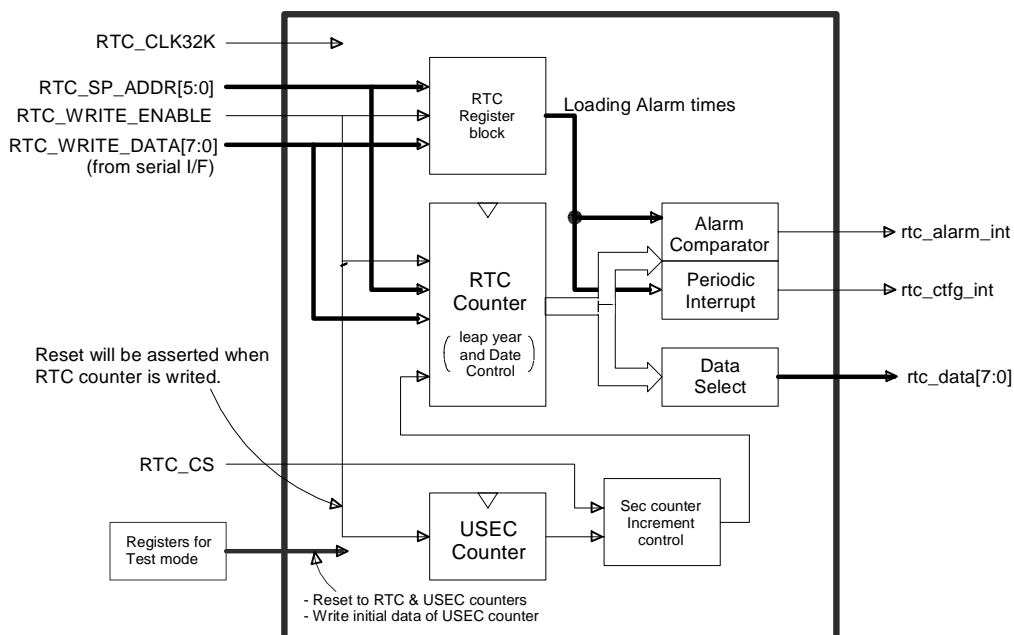 RTC_CLK32K
RTC_SP_ADDR[5:0]
RTC_WRITE_ENABLE
RTC_WRITE_DATA[7:0]
(from serial I/F)
RTC
Register
block
Loading Alarm times
Alarm
Comparator
rtc_alarm_int
RTC
Counter
( leap year
and Date
Control )
Periodic
Interrupt
rtc_ctfg_int
Reset will be asserted when
RTC counter is writed.
Data
Select
rtc_data[7:0]
RTC_CS
USEC
Counter
Sec counter
Increment
control
Registers for
Test mode
- Reset to RTC & USEC counters
- Write initial data of USEC counter